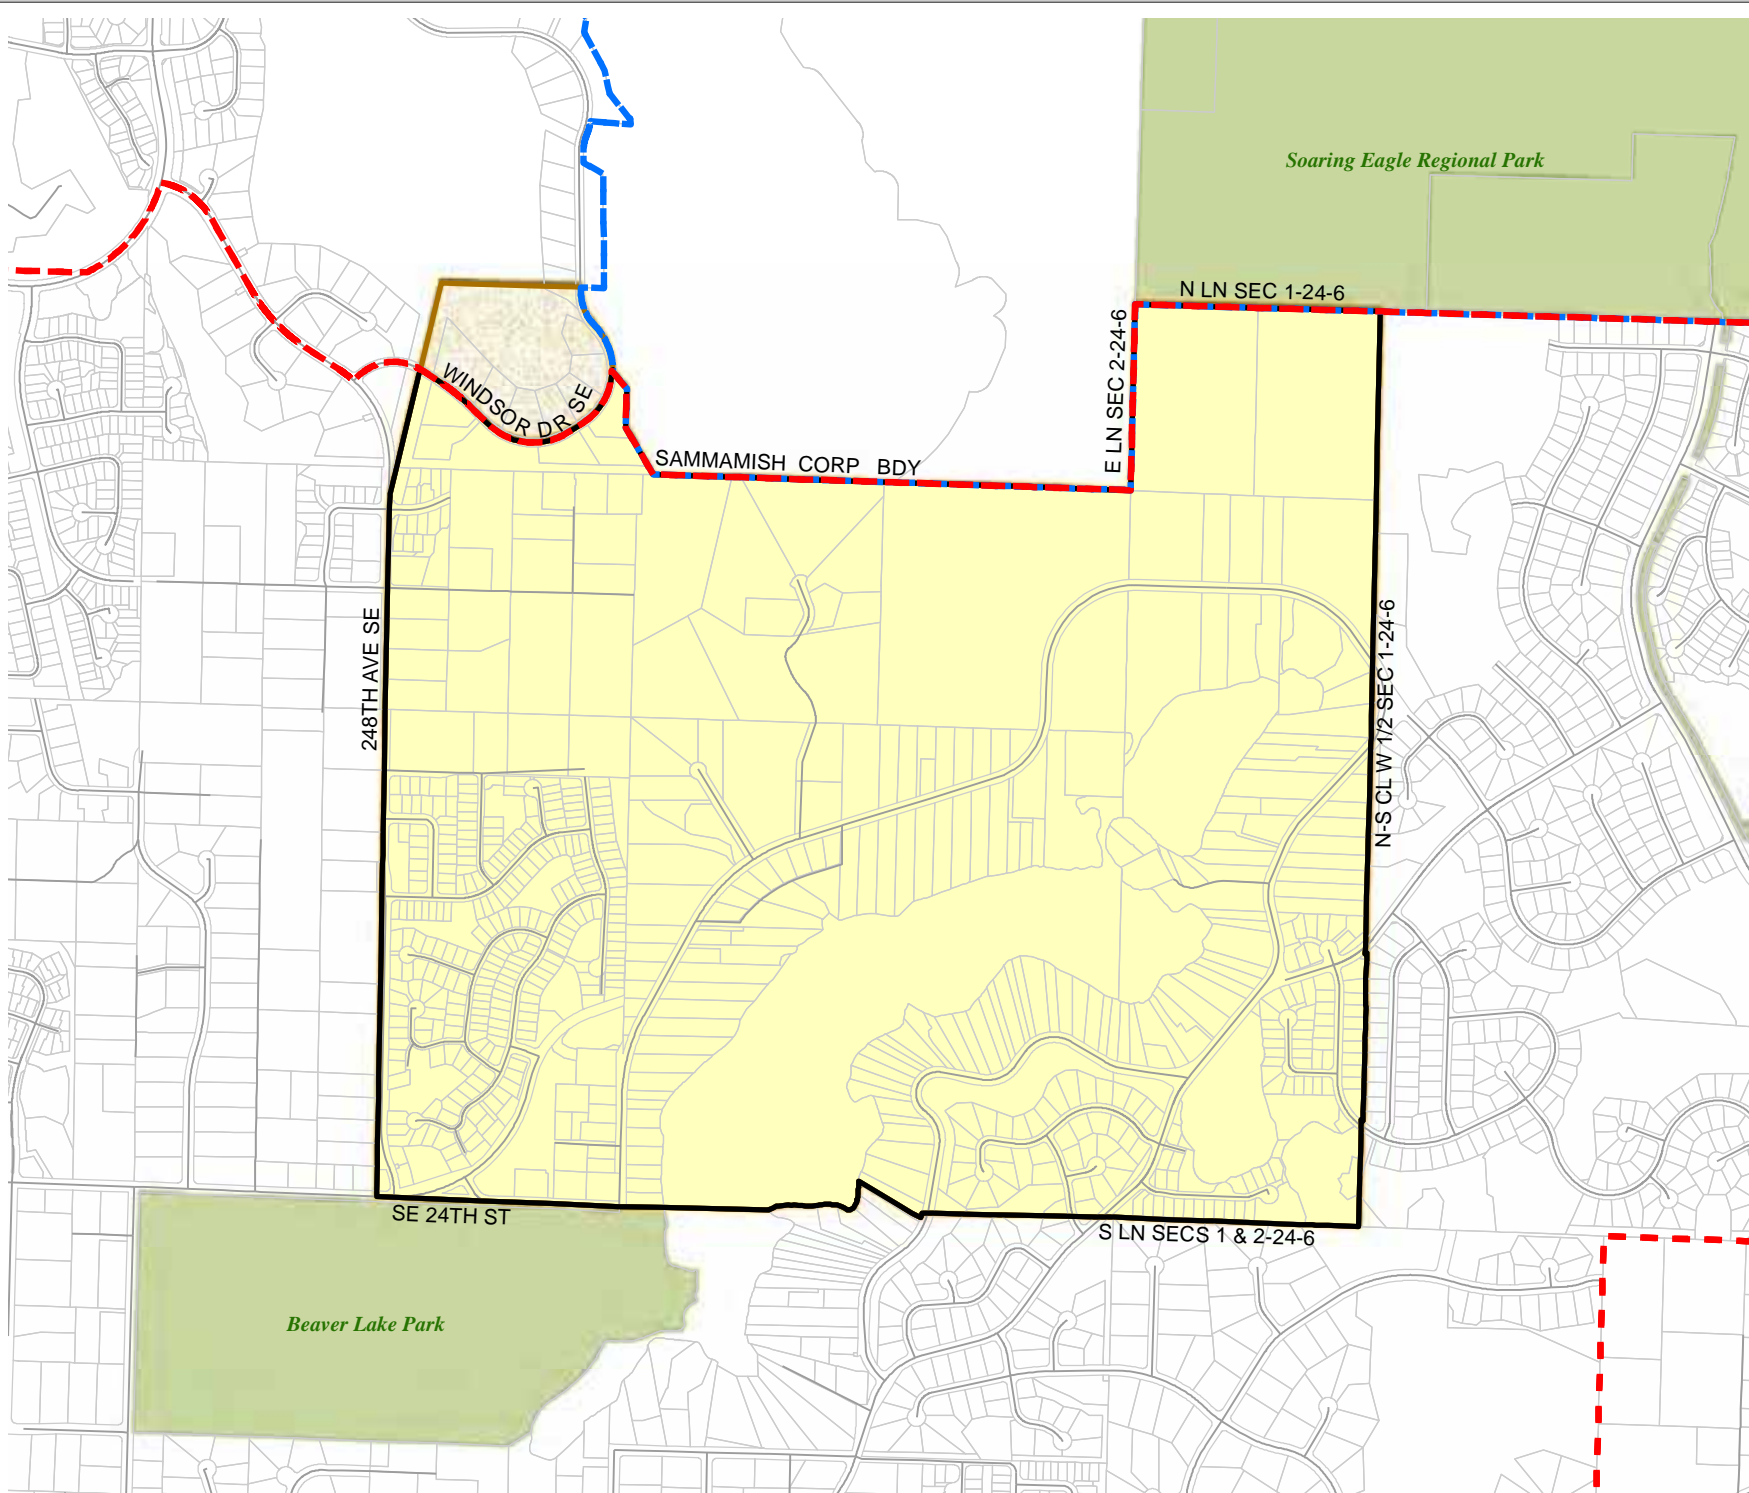 Soaring Eagle Regional Park
N LN SEC 1-24-6
E LN SEC 2-24-6
WINDSOR DR SE
SAMMAMISH CORP BDY
248TH AVE SE
N-S CL W 1/2 SEC 1-24-6
SE 24TH ST
S LN SECS 1 & 2-24-6
Beaver Lake Park